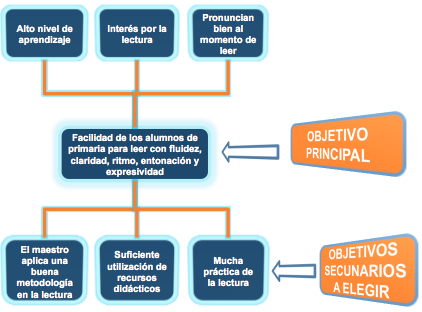 Alto nivel de
aprendizaje
Interés por la
lectura
Pronuncian
bien al
momento de
leer
Facilidad de los alumnos de
primaria para leer con fluidez,
claridad, ritmo, entonación y
expresividad
OBJETIVO
PRINCIPAL
El maestro
aplica una
buena
metodología
en la lectura
Suficiente
utilización de
recursos
didácticos
Mucha
práctica de
la lectura
OBJETIVOS
SECUNARIOS
A ELEGIR